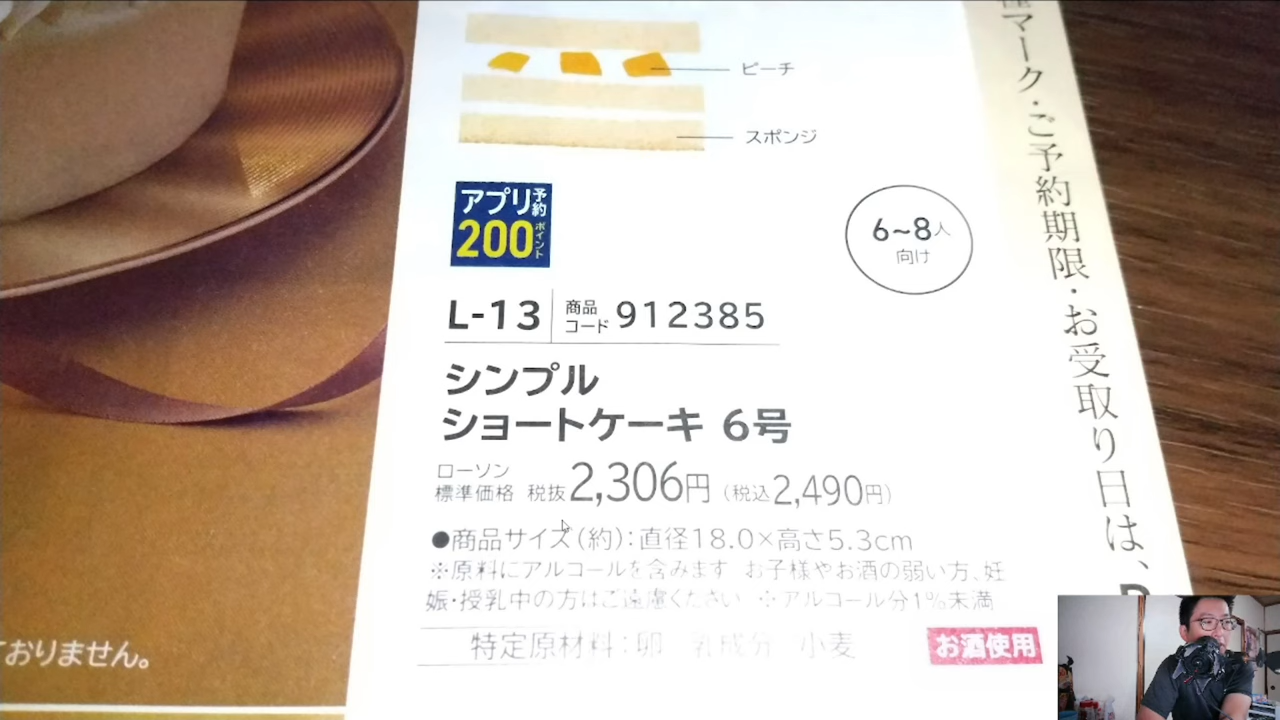 ピーチ
スポンジ
アプリ予約
200ポイント
6~8人
向け
L-13 商品コード 912385
シンプル
ショートケーキ 6号
ローソン
標準価格 税抜2,306円(税込2,490円)
●商品サイズ(約):直径18.0×高さ5.3cm
※原料にアルコールを含みます お子様やお酒の弱い方、妊
娠・授乳中の方はご遠慮ください ※アルコール分1%未満
特定原材料:卵 乳成分 小麦
お酒使用
ておりません。
マーク・ご予約期限・お受取り日は、